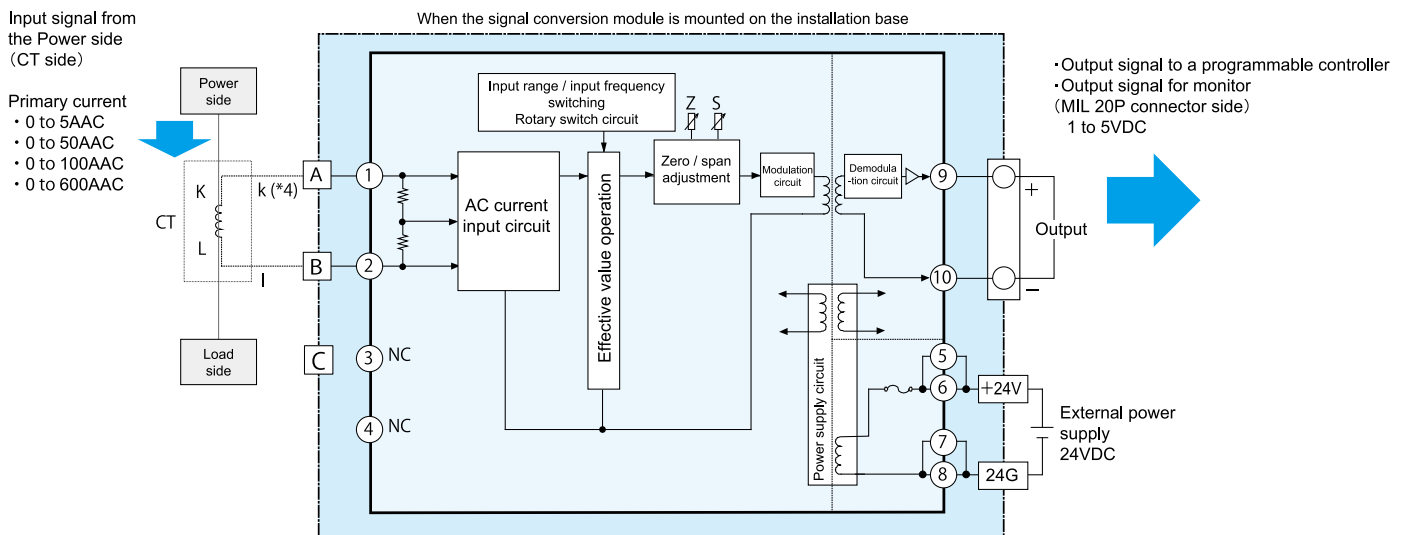 When the signal conversion module is mounted on the installation base
Input signal from
the Power side
(CT side)
Primary current
・0 to 5AAC
・0 to 50AAC
・0 to 100AAC
・0 to 600AAC
Power
side
K
L
CT
k (*4)
l
Load
side
A
B
C
1
2
3 NC
4 NC
Input range / input frequency
switching
Rotary switch circuit
AC current
input circuit
Effective value operation
Z S
Zero / span
adjustment
Modulation
circuit
Demodula
-tion circuit
Power supply circuit
9
10
5
6
7
8
+
Output
−
+24V
24G
External power
supply
24VDC
・Output signal to a programmable controller
・Output signal for monitor
(MIL 20P connector side)
1 to 5VDC